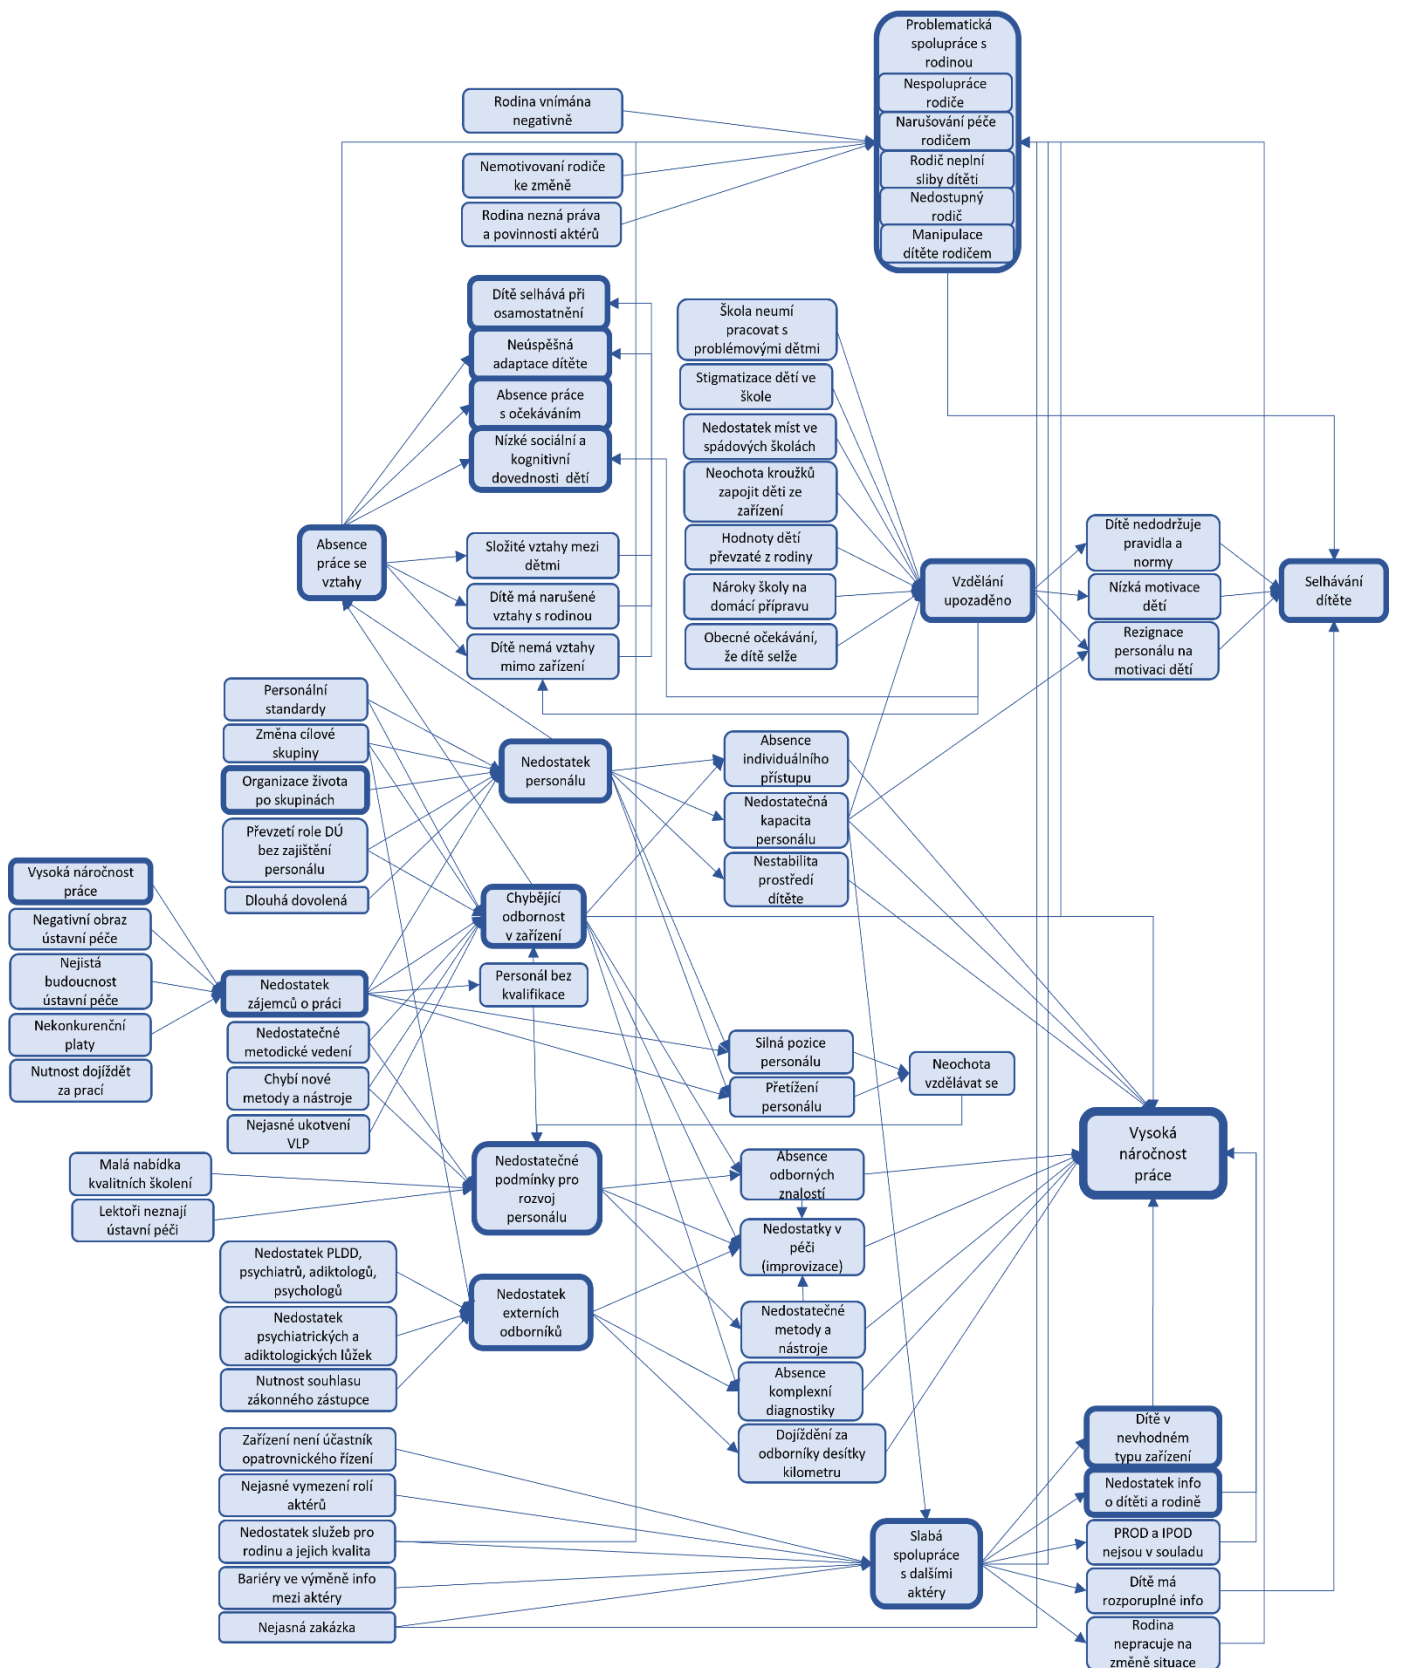 Problematická
spolupráce s
rodinou
Nespolupráce
rodiče
Narušování péče
rodičem
Rodič neplní
sliby dítěti
Nedostupný
rodič
Manipulace
dítěte rodičem
Rodina vnímána
negativně
Nemotivovaní rodiče
ke změně
Rodina nezná práva
a povinnosti aktérů
Dítě selhává při
osamostatnění
Neúspěšná
adaptace dítěte
Absence práce
s očekáváním
Nízké sociální a
kognitivní
dovednosti dětí
Škola neumí
pracovat s
problémovými dětmi
Stigmatizace dětí ve
škole
Nedostatek míst ve
spádových školách
Neochota kroužků
zapojit děti ze
zařízení
Hodnoty dětí
převzaté z rodiny
Nároky školy na
domácí přípravu
Obecné očekávání,
že dítě selže
Absence
práce se
vztahy
Složité vztahy mezi
dětmi
Dítě má narušené
vztahy s rodinou
Dítě nemá vztahy
mimo zařízení
Vzdělání
upozaděno
Dítě nedodržuje
pravidla a
normy
Nízká motivace
dětí
Rezignace
personálu na
motivaci dětí
Selhávání
dítěte
Personální
standardy
Změna cílové
skupiny
Organizace života
po skupinách
Převzetí role DÚ
bez zajištění
personálu
Dlouhá dovolená
Nedostatek
personálu
Absence
individuálního
přístupu
Nedostatečná
kapacita
personálu
Nestabilita
prostředí
dítěte
Vysoká náročnost
práce
Negativní obraz
ústavní péče
Nejistá
budoucnost
ústavní péče
Nekonkurenční
platy
Nutnost dojíždět
za prací
Chybějící
odbornost
v zařízení
Personál bez
kvalifikace
Nedostatek
zájemců o práci
Nedostatečné
metodické vedení
Chybí nové
metody a nástroje
Nejasné ukotvení
VLP
Silná pozice
personálu
Přetížení
personálu
Neochota
vzdělávat se
Malá nabídka
kvalitních školení
Lektoři neznají
ústavní péči
Nedostatečné
podmínky pro
rozvoj
personálu
Absence
odborných
znalostí
Nedostatky v
péči
(improvizace)
Nedostatečné
metody a
nástroje
Absence
komplexní
diagnostiky
Dojíždění za
odborníky desítky
kilometru
Vysoká
náročnost
práce
Nedostatek PLDD,
psychiatrů, adiktologů,
psychologů
Nedostatek
psychiatrických a
adiktologických lůžek
Nutnost souhlasu
zákonného zástupce
Nedostatek
externích
odborníků
Zařízení není účastník
opatrovnického řízení
Nejasné vymezení rolí
aktérů
Nedostatek služeb pro
rodinu a jejich kvalita
Bariéry ve výměně info
mezi aktéry
Nejasná zakázka
Slabá
spolupráce
s dalšími
aktéry
Dítě v
nevhodném
typu zařízení
Nedostatek info
o dítěti a rodině
PROD a IPOD
nejsou v souladu
Dítě má
rozporuplné info
Rodina
nepracuje na
změně situace